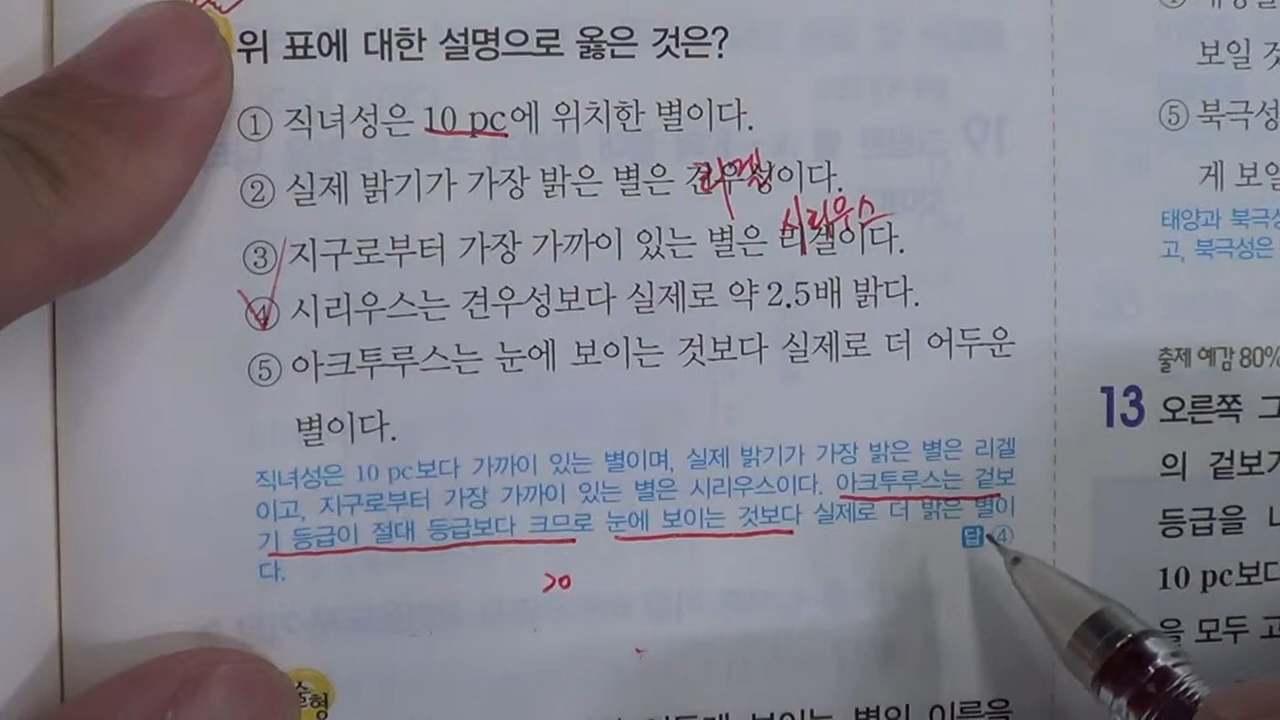 위 표에 대한 설명으로 옳은 것은?
① 직녀성은 10 pc에 위치한 별이다.
리겔
② 실제 밝기가 가장 밝은 별은 견우성이다.
시리우스
③ 지구로부터 가장 가까이 있는 별은 리겔이다.
④ 시리우스는 견우성보다 실제로 약 2.5배 밝다.
⑤ 아크투루스는 눈에 보이는 것보다 실제로 더 어두운
별이다.
직녀성은 10 pc보다 가까이 있는 별이며, 실제 밝기가 가장 밝은 별은 리겔
이고, 지구로부터 가장 가까이 있는 별은 시리우스이다. 아크투루스는 겉보
기 등급이 절대 등급보다 크므로 눈에 보이는 것보다 실제로 더 밝은 별이
다.
답 ④
보일
⑤ 북극성
게 보일
태양과 북극성
고, 북극성은
출제 예감 80%
13 오른쪽 그
의 겉보기
등급을 나
10 pc보다
을 모두 고
보이는 별의 이름을